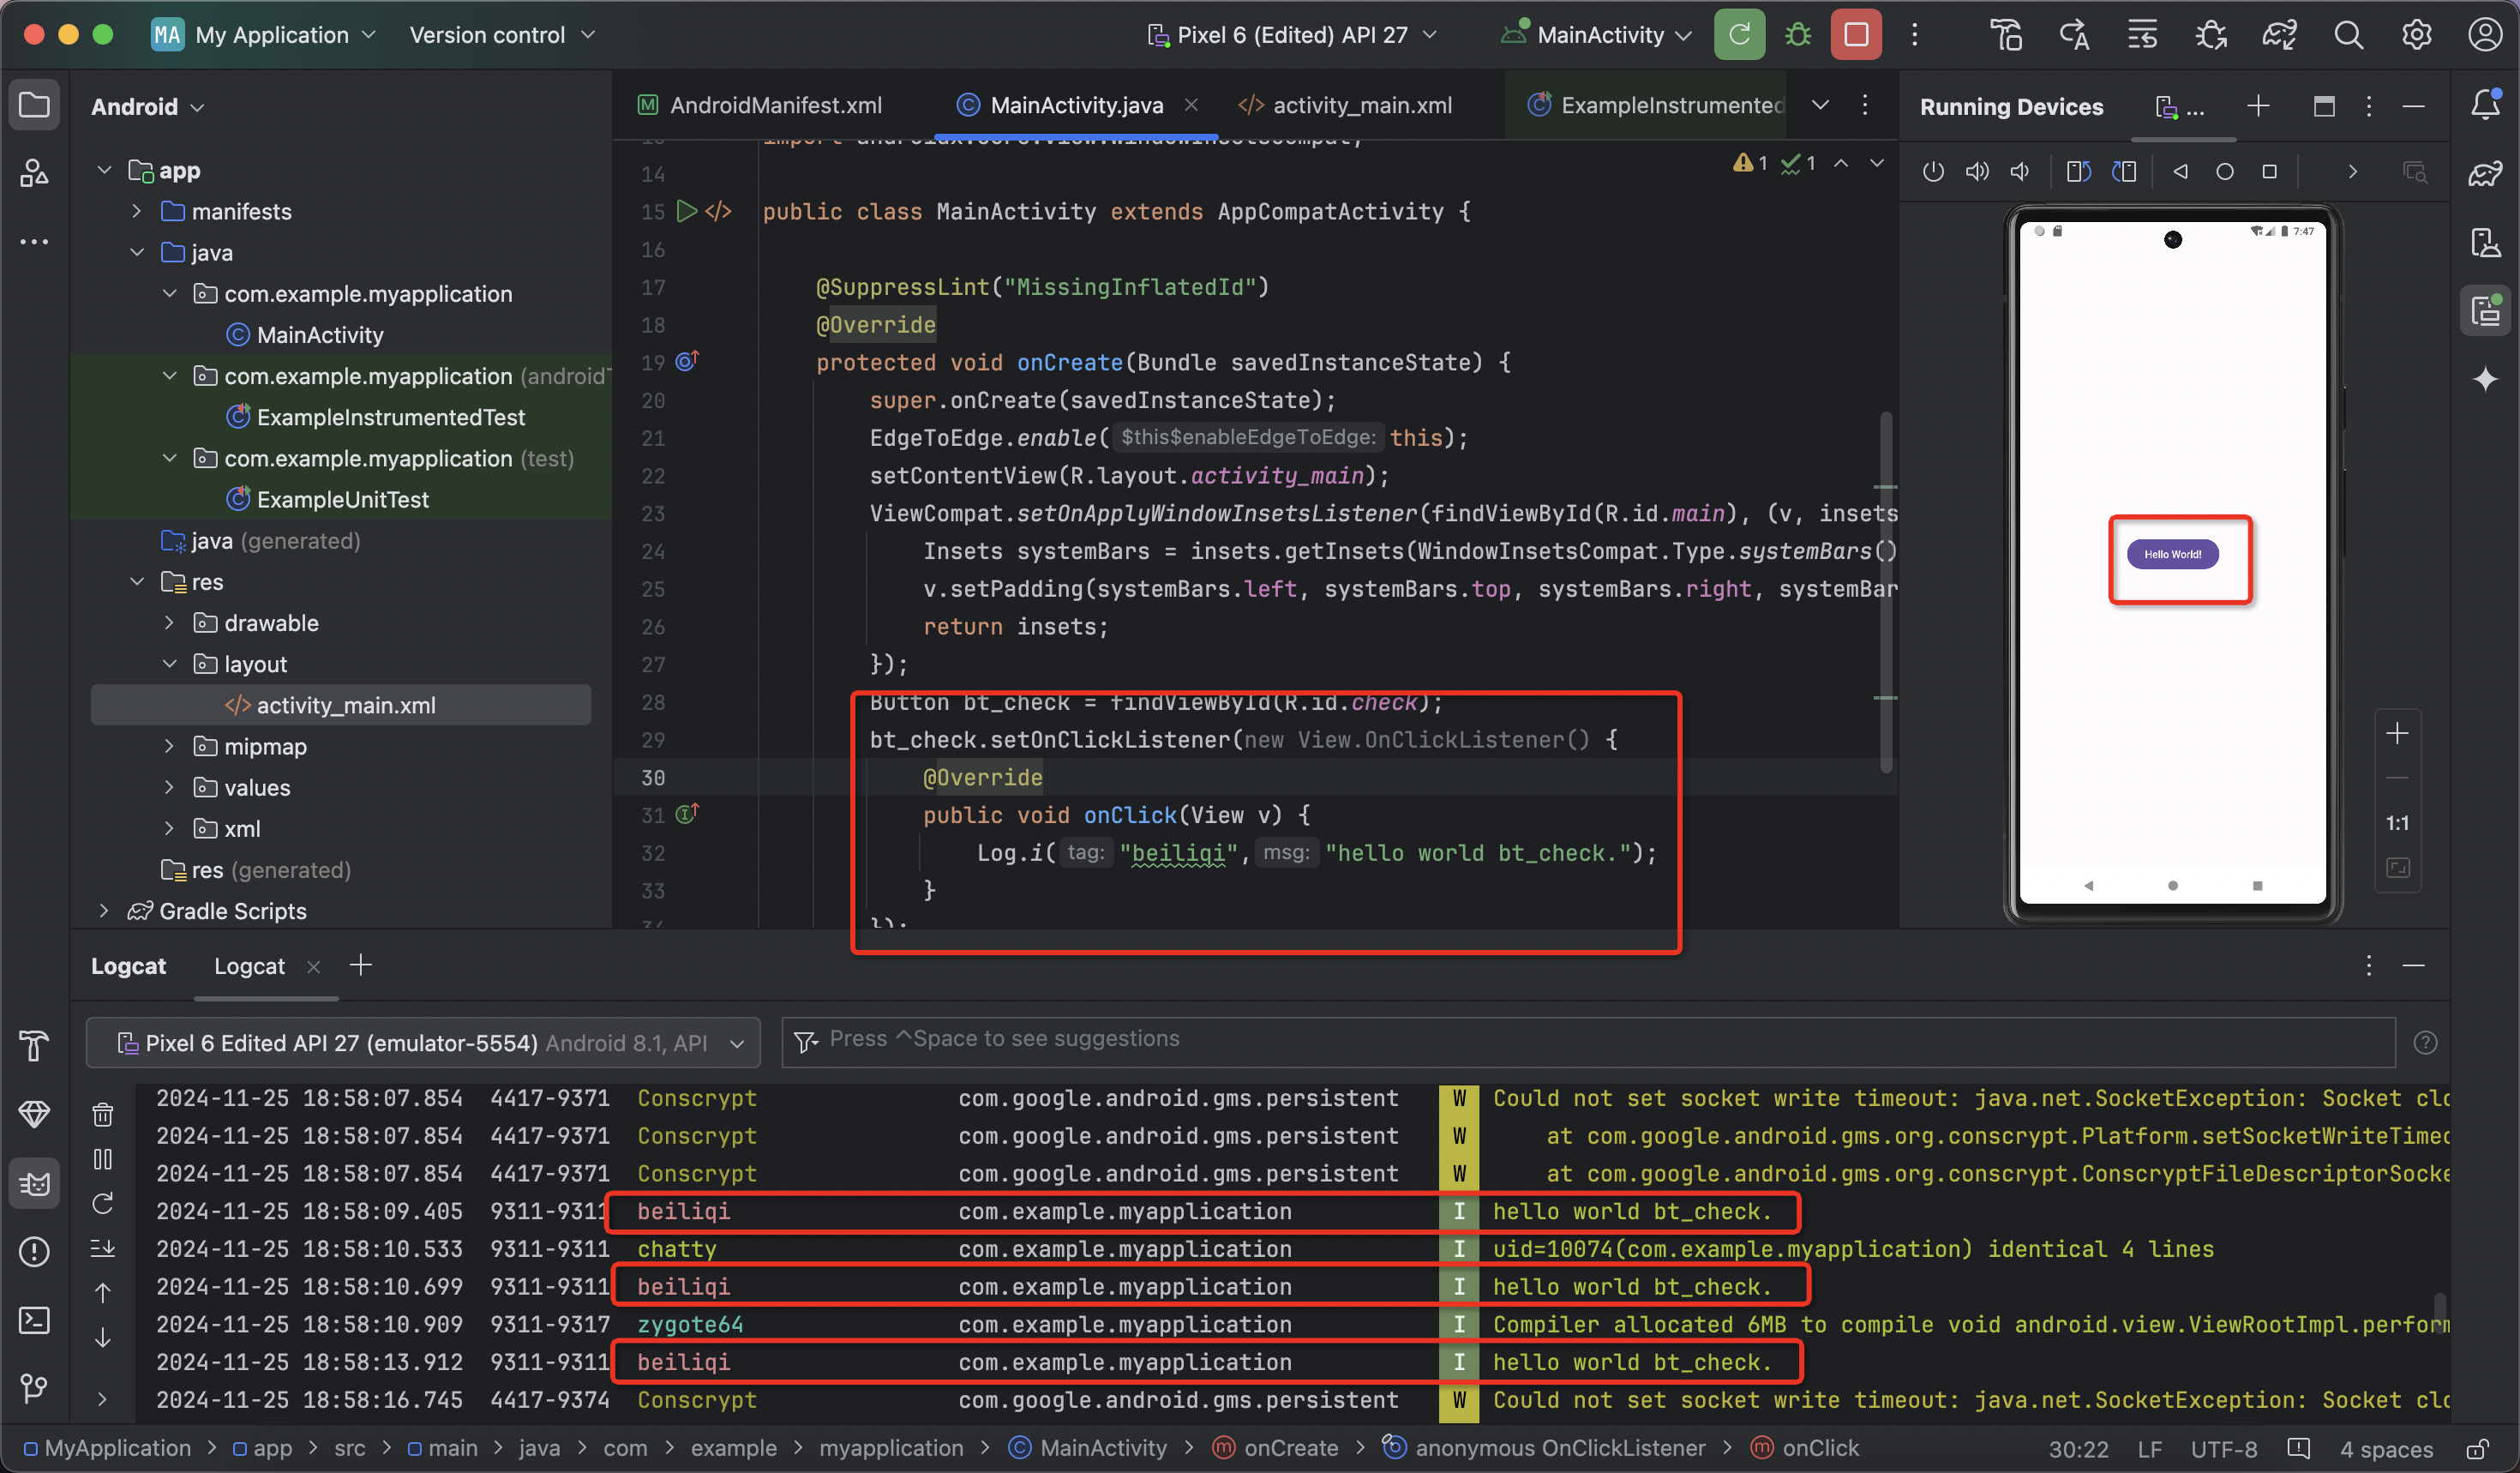 MA My Application Version control Pixel 6 (Edited) API 27 MainActivity
Android
app
manifests
java
com.example.myapplication
MainActivity
com.example.myapplication (androidT
ExampleInstrumentedTest
com.example.myapplication (test)
ExampleUnitTest
java (generated)
res
drawable
layout
activity_main.xml
mipmap
values
xml
res (generated)
Gradle Scripts
AndroidManifest.xml MainActivity.java activity_main.xml ExampleInstrumented
1 1
import androidx.core.view.WindowInsetsCompat;
14
15 public class MainActivity extends AppCompatActivity {
16
17 @SuppressLint("MissingInflatedId")
18 @Override
19 protected void onCreate(Bundle savedInstanceState) {
20 super.onCreate(savedInstanceState);
21 EdgeToEdge.enable( $this$enableEdgeToEdge: this);
22 setContentView(R.layout.activity_main);
23 ViewCompat.setOnApplyWindowInsetsListener(findViewById(R.id.main), (v, insets
24 Insets systemBars = insets.getInsets(WindowInsetsCompat.Type.systemBars()
25 v.setPadding(systemBars.left, systemBars.top, systemBars.right, systemBar
26 return insets;
27 });
28 Button bt_check = findViewById(R.id.check);
29 bt_check.setOnClickListener(new View.OnClickListener() {
30 @Override
31 public void onClick(View v) {
32 Log.i( tag: "beiliqi", msg: "hello world bt_check.");
33 }
34 });
Running Devices ...
7:47
Hello World!
1:1
Logcat Logcat
Pixel 6 Edited API 27 (emulator-5554) Android 8.1, API
Press ^Space to see suggestions
2024-11-25 18:58:07.854 4417-9371 Conscrypt com.google.android.gms.persistent W Could not set socket write timeout: java.net.SocketException: Socket clo
2024-11-25 18:58:07.854 4417-9371 Conscrypt com.google.android.gms.persistent W at com.google.android.gms.org.conscrypt.Platform.setSocketWriteTimeo
2024-11-25 18:58:07.854 4417-9371 Conscrypt com.google.android.gms.persistent W at com.google.android.gms.org.conscrypt.ConscryptFileDescriptorSocke
2024-11-25 18:58:09.405 9311-9311 beiliqi com.example.myapplication I hello world bt_check.
2024-11-25 18:58:10.533 9311-9311 chatty com.example.myapplication I uid=10074(com.example.myapplication) identical 4 lines
2024-11-25 18:58:10.699 9311-9311 beiliqi com.example.myapplication I hello world bt_check.
2024-11-25 18:58:10.909 9311-9317 zygote64 com.example.myapplication I Compiler allocated 6MB to compile void android.view.ViewRootImpl.perform
2024-11-25 18:58:13.912 9311-9311 beiliqi com.example.myapplication I hello world bt_check.
2024-11-25 18:58:16.745 4417-9374 Conscrypt com.google.android.gms.persistent W Could not set socket write timeout: java.net.SocketException: Socket clo
MyApplication > app > src > main > java > com > example > myapplication > MainActivity > onCreate > anonymous OnClickListener > onClick 30:22 LF UTF-8 4 spaces